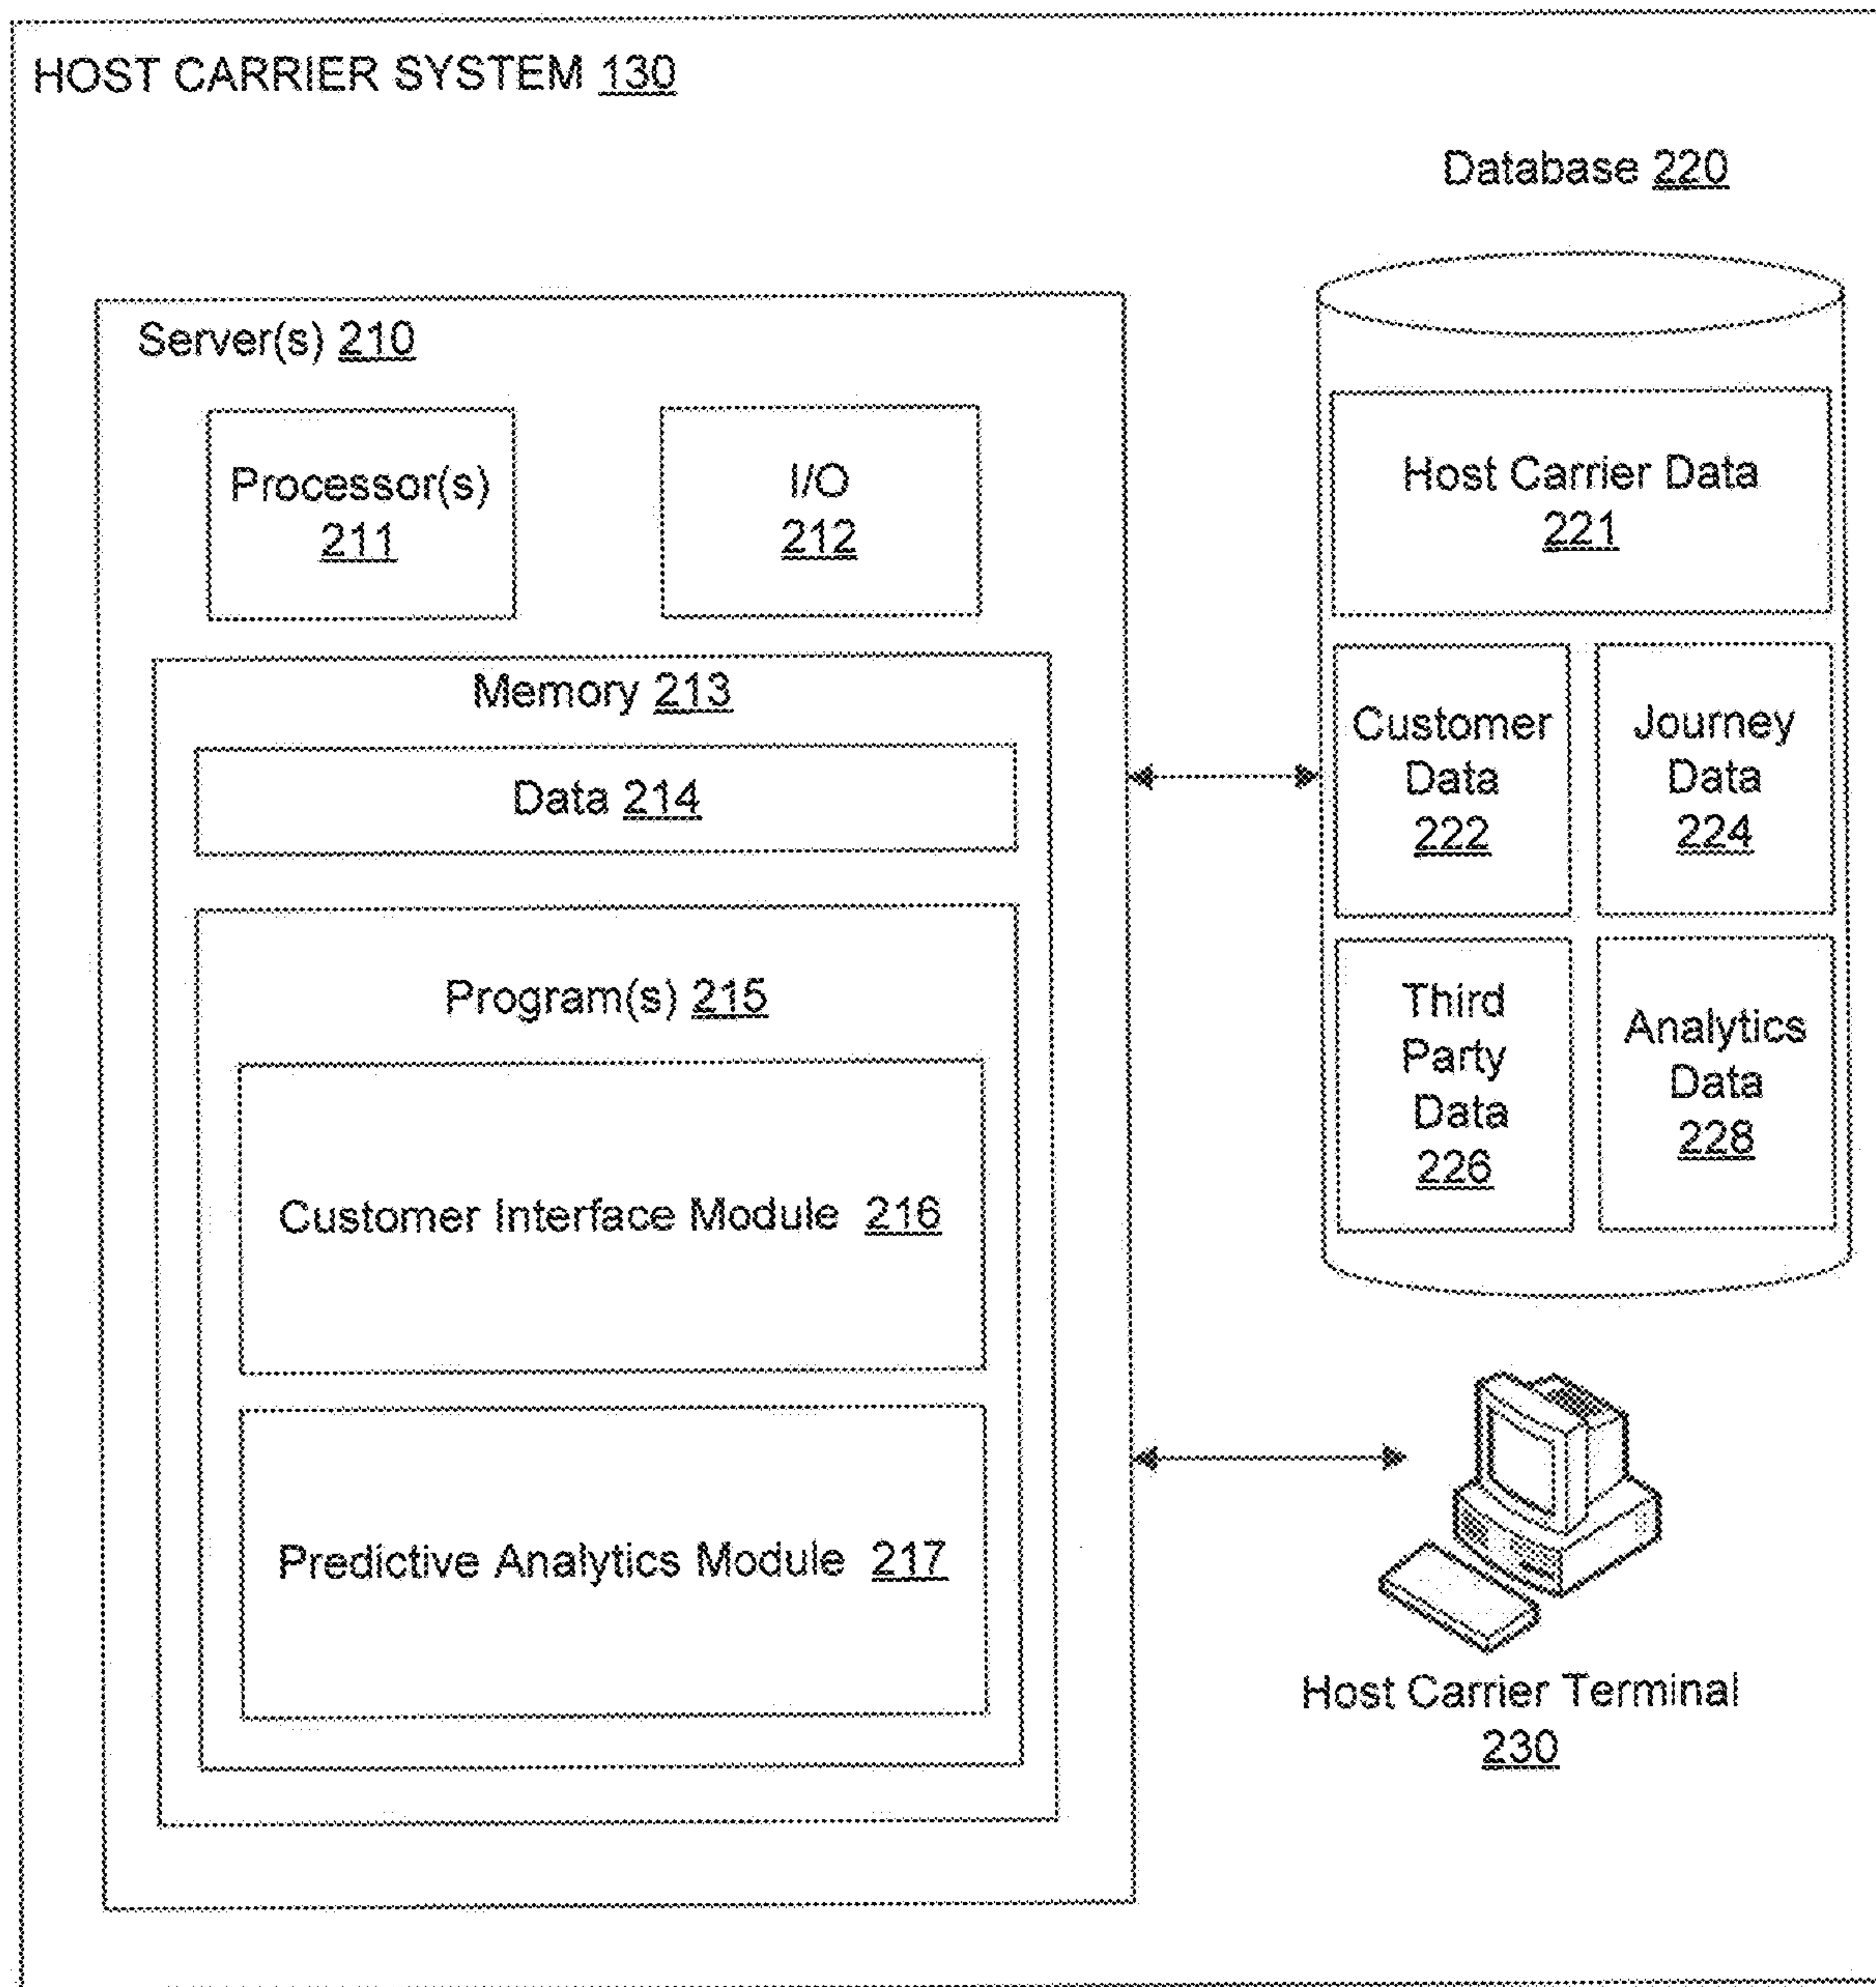 HOST CARRIER SYSTEM 130
Database 220
Server(s) 210
Processor(s)
211
I/O
212
Memory 213
Data 214
Program(s) 215
Customer Interface Module 216
Predictive Analytics Module 217
Host Carrier Data
221
Customer
Data
222
Journey
Data
224
Third
Party
Data
226
Analytics
Data
228
Host Carrier Terminal
230